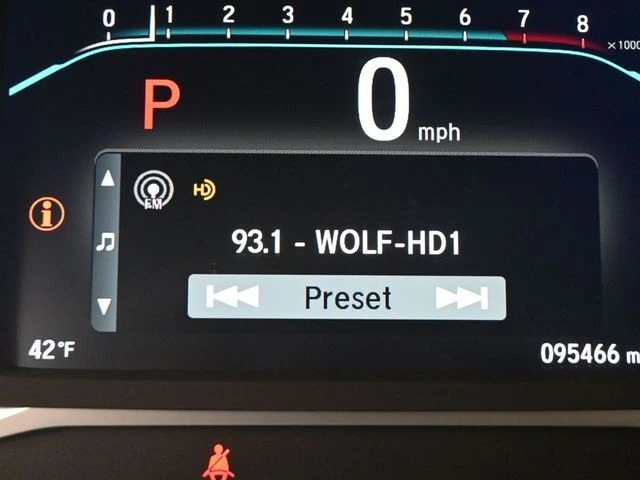 0 1 2 3 4 5 6 7 8
×1000
P 0 mph
FM HD
i
93.1 - WOLF-HD1
Preset
42°F 095466 m